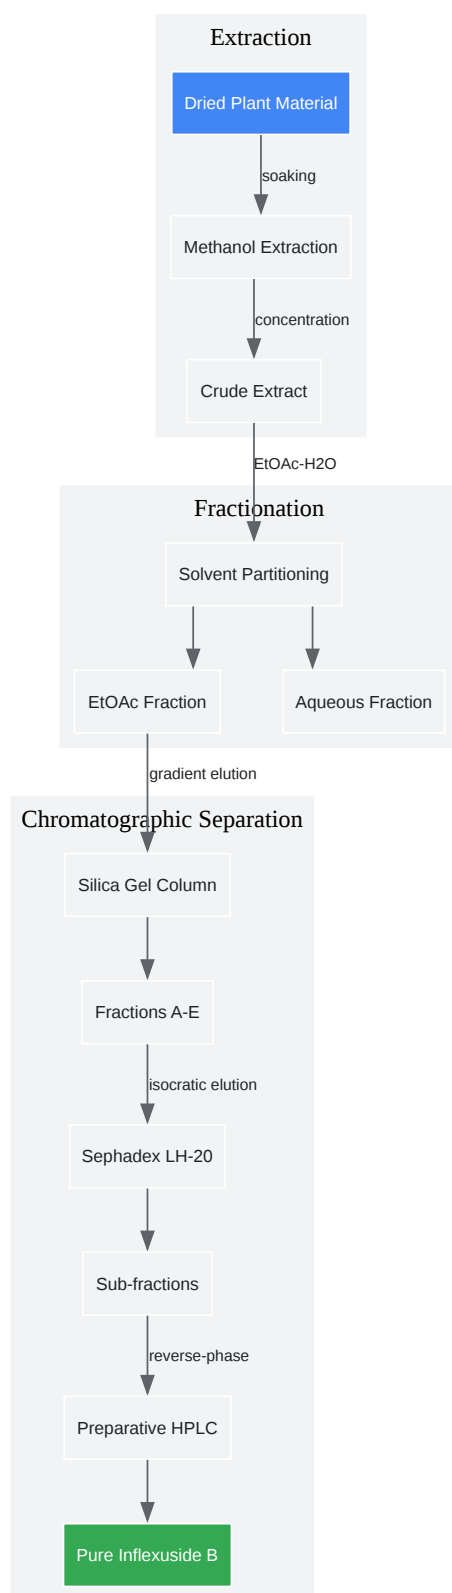 Extraction
Dried Plant Material
soaking
Methanol Extraction
concentration
Crude Extract
EtOAc-H2O
Fractionation
Solvent Partitioning
EtOAc Fraction
Aqueous Fraction
gradient elution
Chromatographic Separation
Silica Gel Column
Fractions A-E
isocratic elution
Sephadex LH-20
Sub-fractions
reverse-phase
Preparative HPLC
Pure Inflexuside B